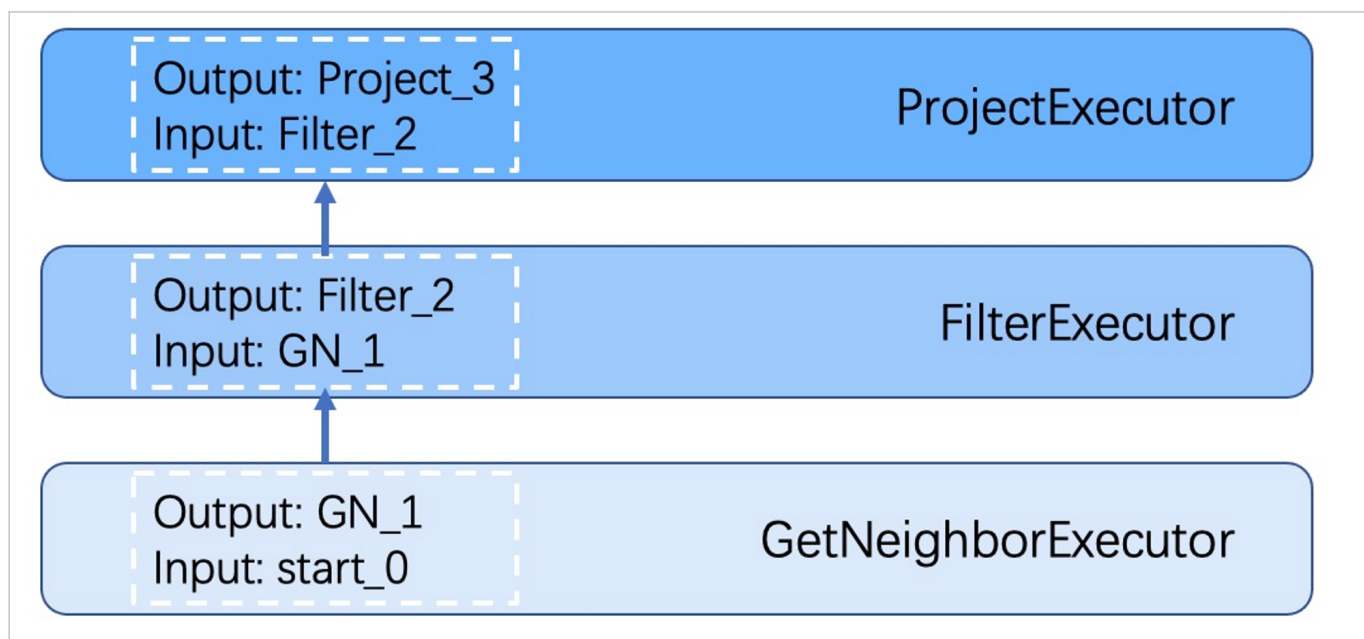 Output: Project_3
Input: Filter_2
ProjectExecutor
Output: Filter_2
Input: GN_1
FilterExecutor
Output: GN_1
Input: start_0
GetNeighborExecutor